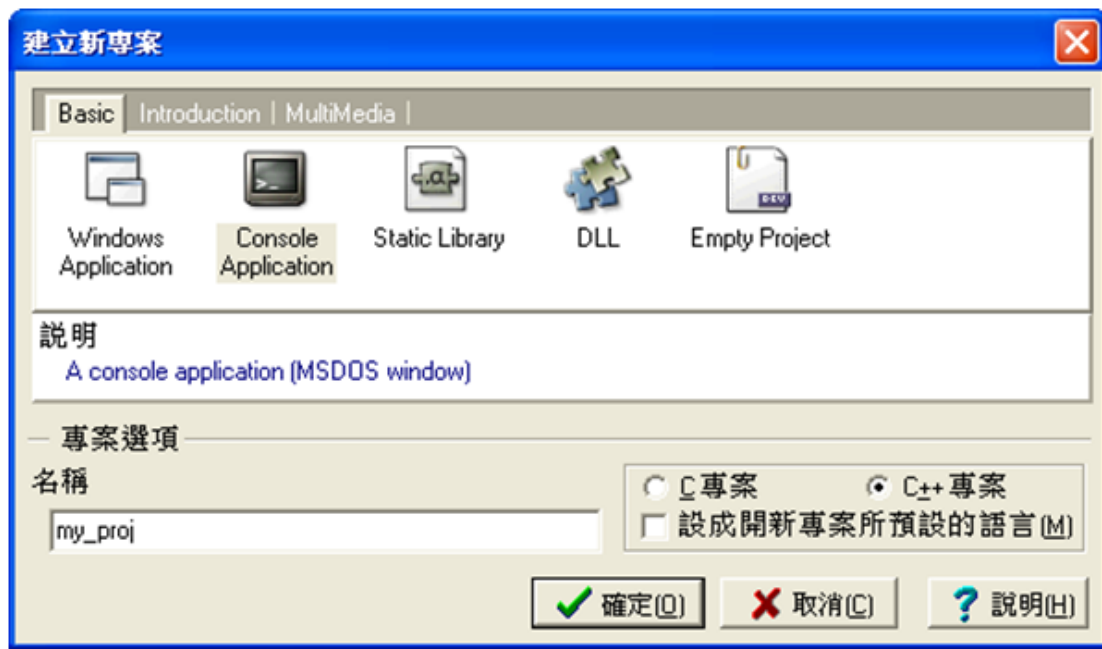 建立新專案
Basic Introduction | MultiMedia |
>_ .a DEV
Windows Application Console Application Static Library DLL Empty Project
說明
A console application (MSDOS window)
專案選項
名稱
C專案 C++專案
my_proj
設成開新專案所預設的語言(M)
確定(O) 取消(C) 說明(H)